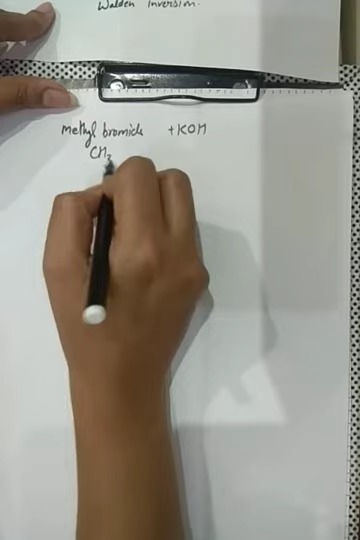 Walden Inversion.
methyl bromide + KOH
CH3